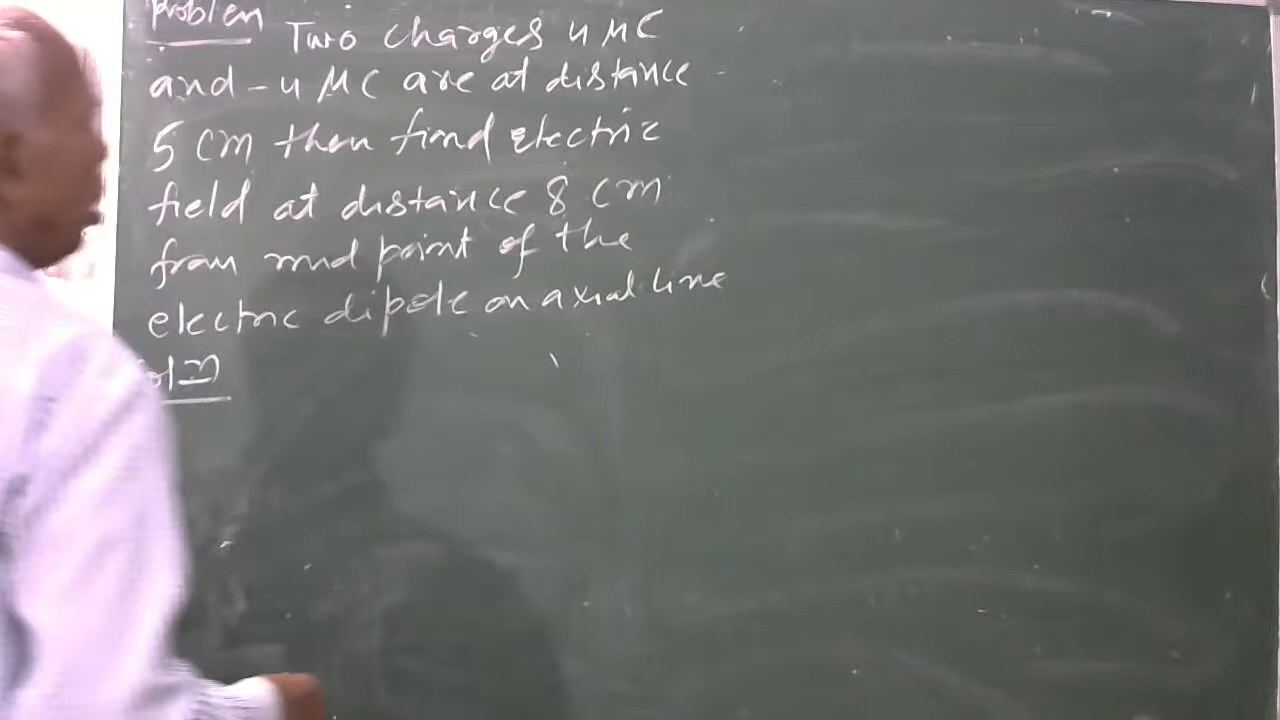 Problem Two charges 4 μC
and -4 μC are at distance
5 cm then find electric
field at distance 8 cm
from mid point of the
electric dipole on axial line